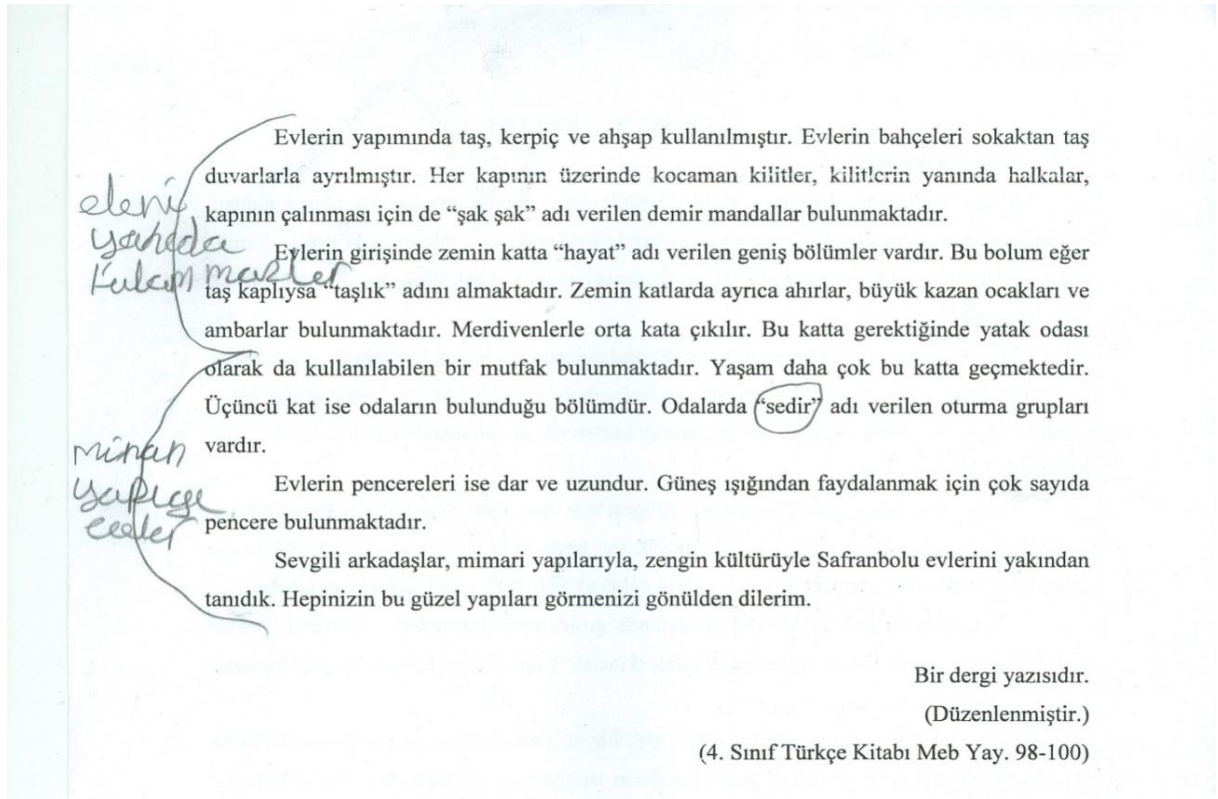 Evlerin yapımında taş, kerpiç ve ahşap kullanılmıştır. Evlerin bahçeleri sokaktan taş
duvarlarla ayrılmıştır. Her kapının üzerinde kocaman kilitler, kilitlerin yanında halkalar,
kapının çalınması için de “şak şak” adı verilen demir mandallar bulunmaktadır.
Evlerin girişinde zemin katta “hayat” adı verilen geniş bölümler vardır. Bu bolum eğer
taş kaplıysa “taşlık” adını almaktadır. Zemin katlarda ayrıca ahırlar, büyük kazan ocakları ve
ambarlar bulunmaktadır. Merdivenlerle orta kata çıkılır. Bu katta gerektiğinde yatak odası
olarak da kullanılabilen bir mutfak bulunmaktadır. Yaşam daha çok bu katta geçmektedir.
Üçüncü kat ise odaların bulunduğu bölümdür. Odalarda “sedir” adı verilen oturma grupları
vardır.
Evlerin pencereleri ise dar ve uzundur. Güneş ışığından faydalanmak için çok sayıda
pencere bulunmaktadır.
Sevgili arkadaşlar, mimari yapılarıyla, zengin kültürüyle Safranbolu evlerini yakından
tanıdık. Hepinizin bu güzel yapıları görmenizi gönülden dilerim.
Bir dergi yazısıdır.
(Düzenlenmiştir.)
(4. Sınıf Türkçe Kitabı Meb Yay. 98-100)